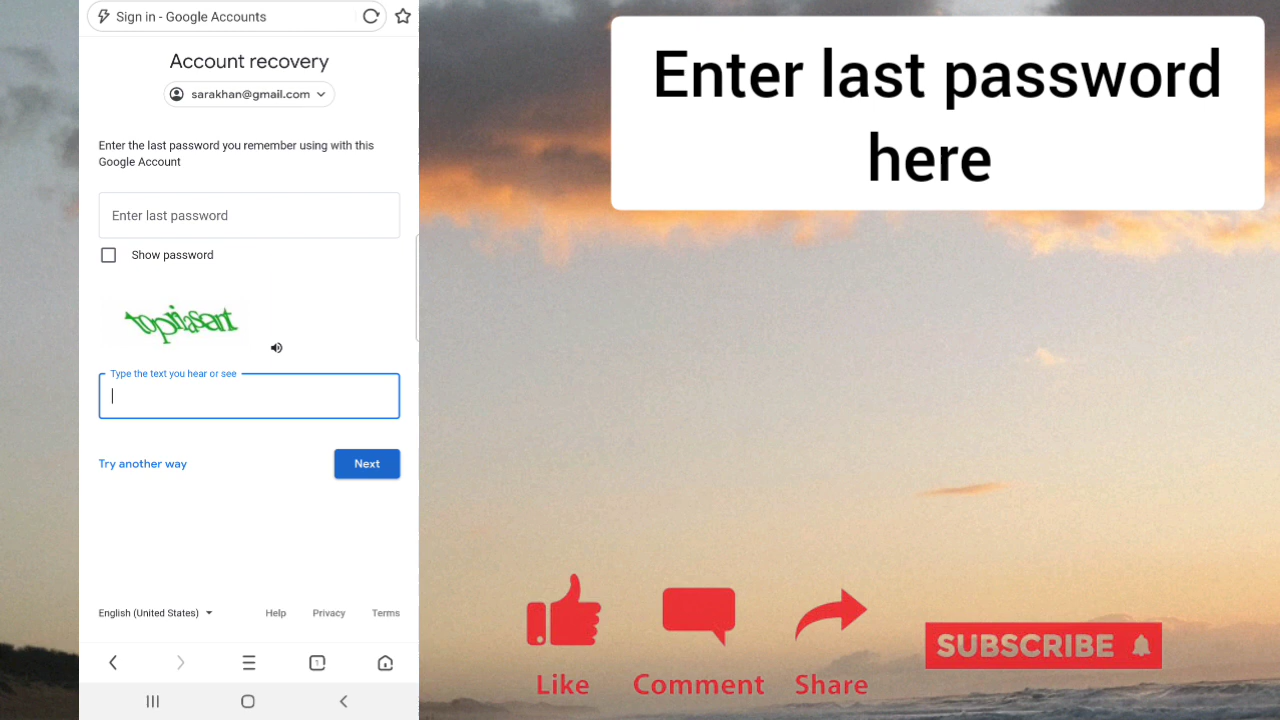 Sign in - Google Accounts
Account recovery
sarakhan@gmail.com
Enter the last password you remember using with this
Google Account
Enter last password
Show password
Type the text you hear or see
Try another way
Next
English (United States)
Help
Privacy
Terms
1
Enter last password
here
Like
Comment
Share
SUBSCRIBE